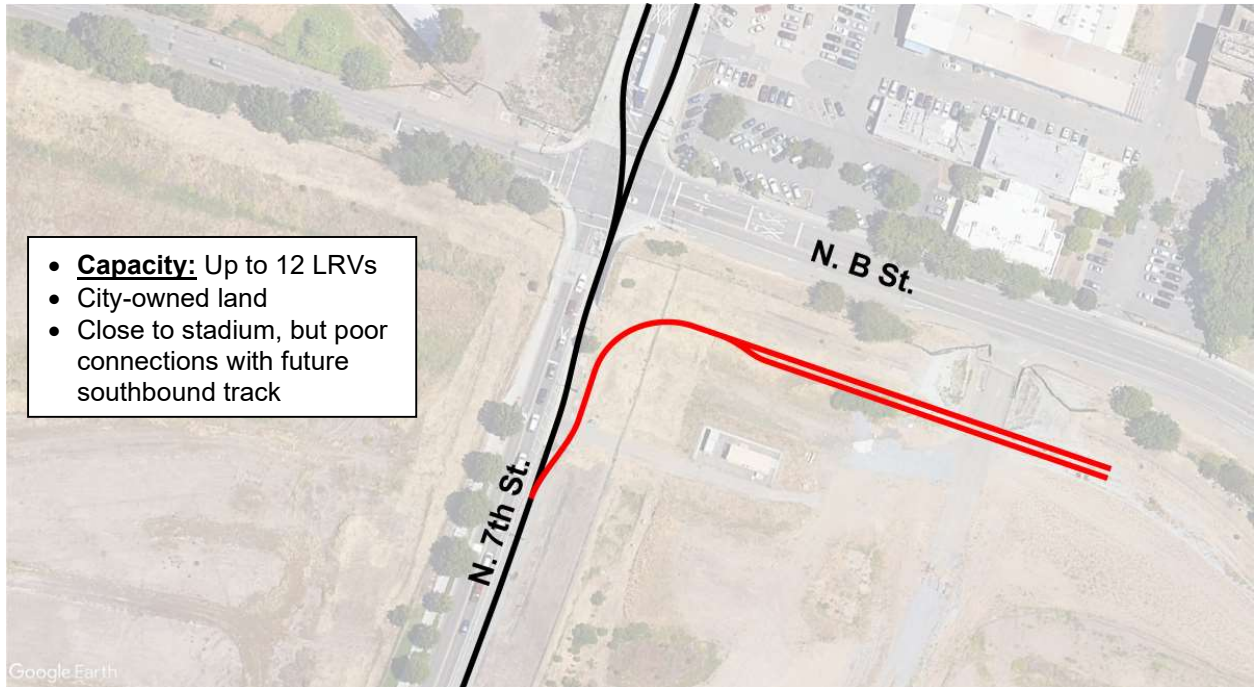 • Capacity: Up to 12 LRVs
• City-owned land
• Close to stadium, but poor
connections with future
southbound track
N. B St.
N. 7th St.
Google Earth